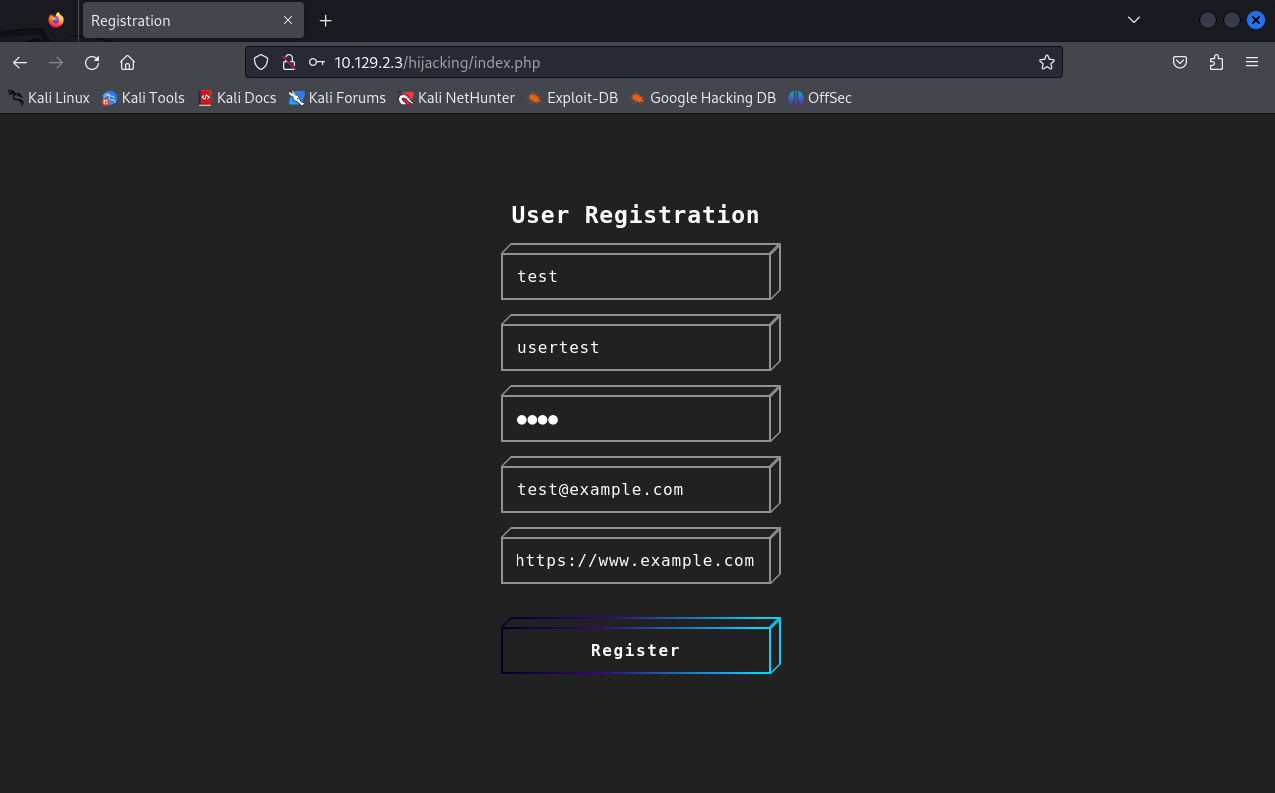 Registration
10.129.2.3/hijacking/index.php
Kali Linux Kali Tools Kali Docs Kali Forums Kali NetHunter Exploit-DB Google Hacking DB OffSec
User Registration
test
usertest
••••
test@example.com
https://www.example.com
Register